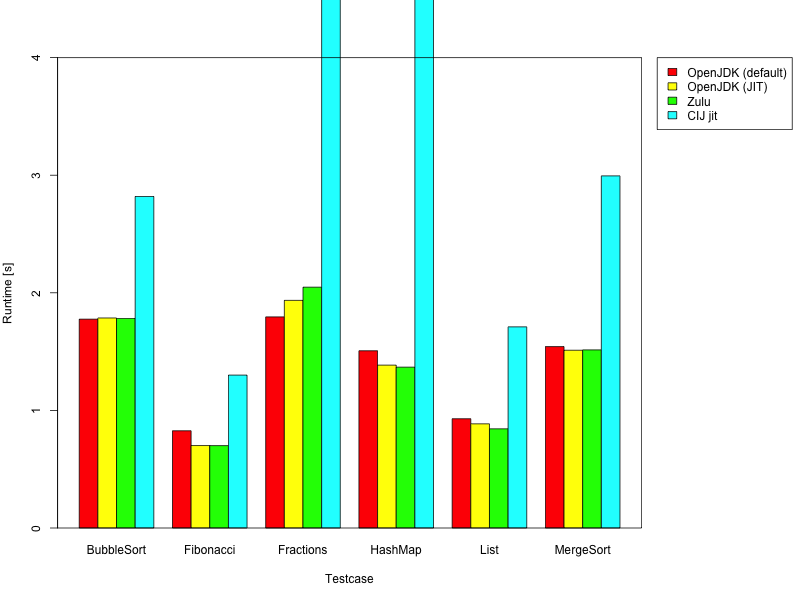 OpenJDK (default)
OpenJDK (JIT)
Zulu
CIJ jit
Runtime [s]
4
3
2
1
0
BubbleSort Fibonacci Fractions HashMap List MergeSort
Testcase